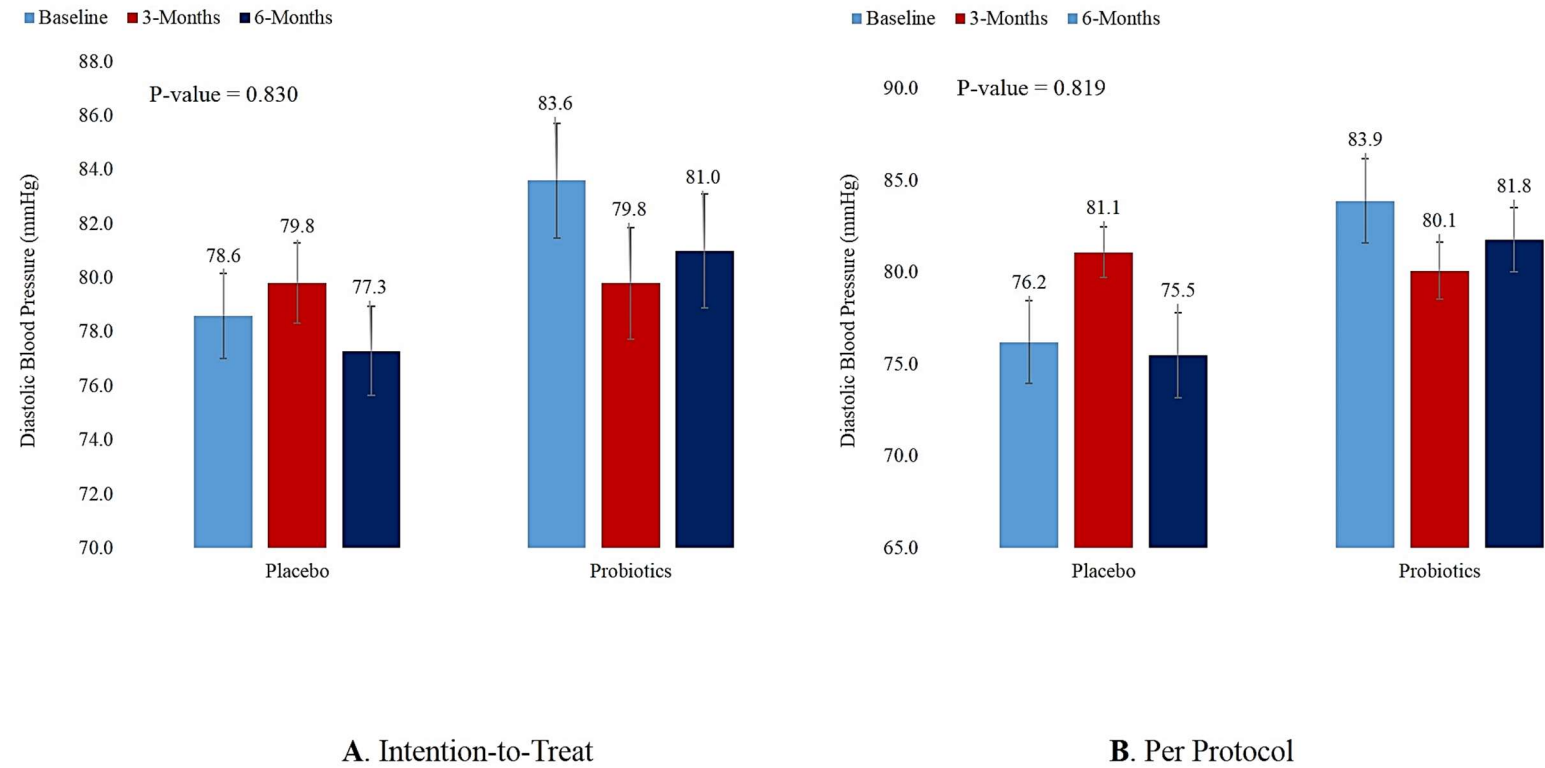 Baseline 3-Months 6-Months
88.0
86.0
84.0
82.0
80.0
78.0
76.0
74.0
72.0
70.0
Diastolic Blood Pressure (mmHg)
P-value = 0.830
78.6
79.8
77.3
83.6
79.8
81.0
Placebo
Probiotics
A. Intention-to-Treat
Baseline 3-Months 6-Months
90.0
85.0
80.0
75.0
70.0
65.0
Diastolic Blood Pressure (mmHg)
P-value = 0.819
76.2
81.1
75.5
83.9
80.1
81.8
Placebo
Probiotics
B. Per Protocol